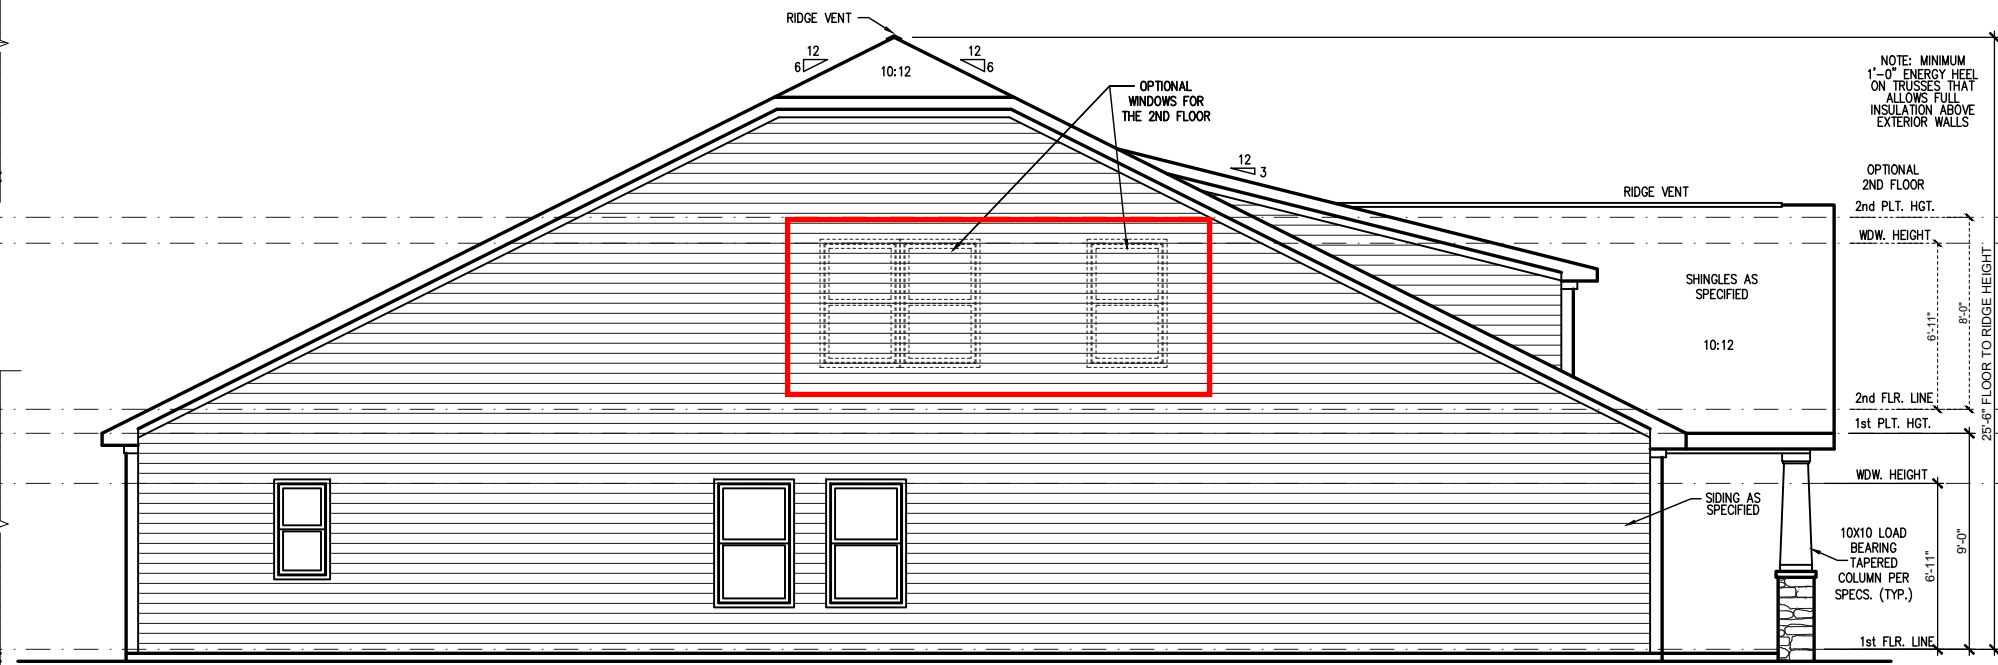 RIDGE VENT
12
6
12
6
10:12
OPTIONAL
WINDOWS FOR
THE 2ND FLOOR
12
3
RIDGE VENT
NOTE: MINIMUM
1'-0" ENERGY HEEL
ON TRUSSES THAT
ALLOWS FULL
INSULATION ABOVE
EXTERIOR WALLS
OPTIONAL
2ND FLOOR
2nd PLT. HGT.
WDW. HEIGHT
SHINGLES AS
SPECIFIED
10:12
6'-11"
8'-0"
25'-6" FLOOR TO RIDGE HEIGHT
2nd FLR. LINE
1st PLT. HGT.
WDW. HEIGHT
SIDING AS
SPECIFIED
10X10 LOAD
BEARING
TAPERED
COLUMN PER
SPECS. (TYP.)
6'-11"
9'-0"
1st FLR. LINE